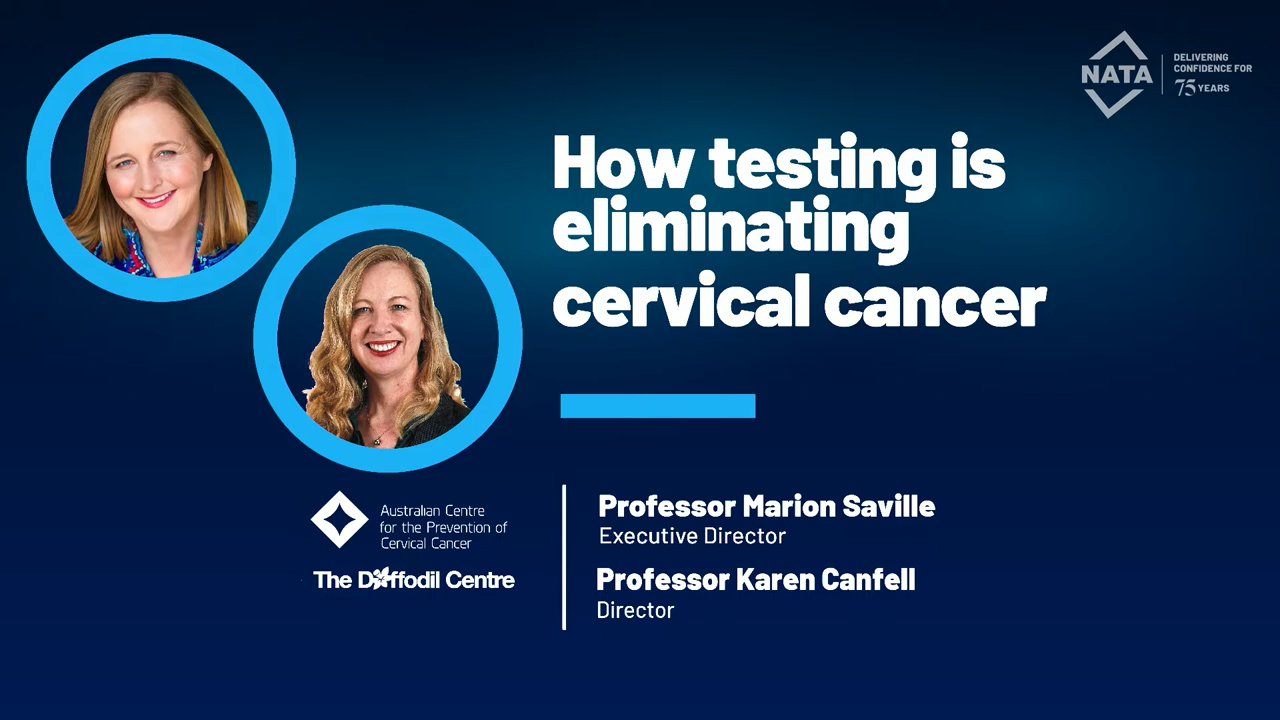 NATA
DELIVERING
CONFIDENCE FOR
75 YEARS
How testing is
eliminating
cervical cancer
Australian Centre
for the Prevention of
Cervical Cancer
The Daffodil Centre
Professor Marion Saville
Executive Director
Professor Karen Canfell
Director